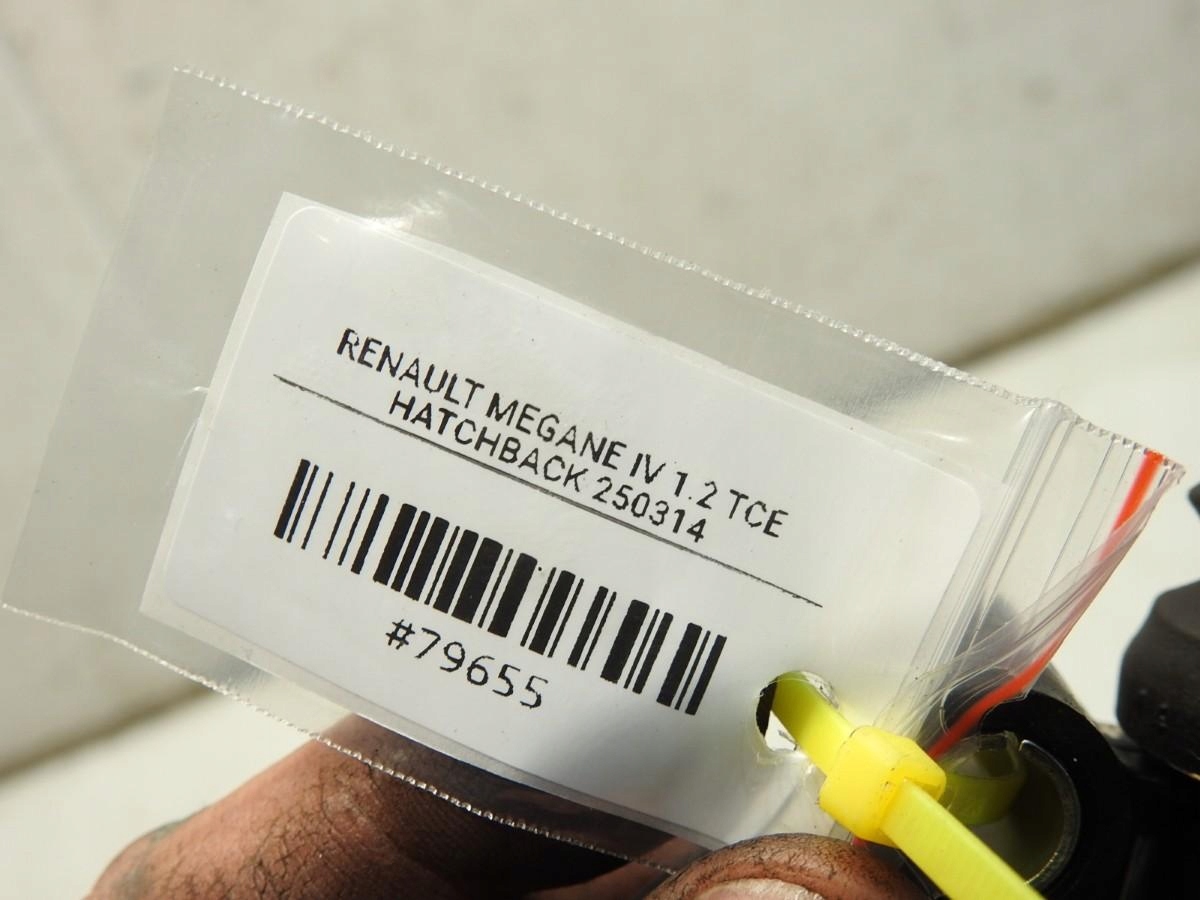 RENAULT MEGANE IV 1.2 TCE
HATCHBACK 250314
#79655